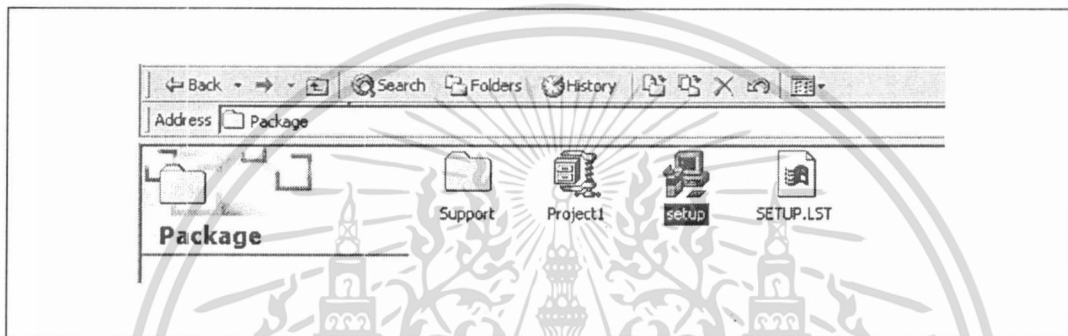 Back Search Folders History
Address Package
Support Project1 setup SETUP.LST
Package